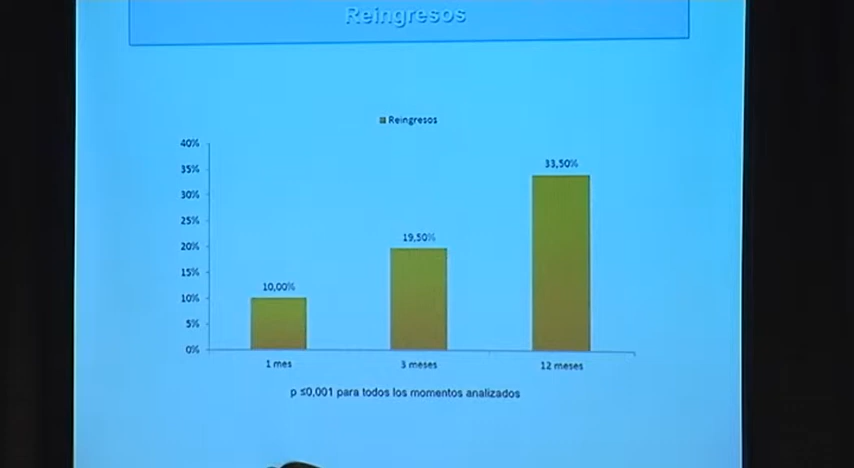 Reingresos
Reingresos
40%
33,50%
35%
30%
25%
19,50%
20%
15%
10,00%
10%
5%
0%
1 mes
3 meses
12 meses
p ≤0,001 para todos los momentos analizados